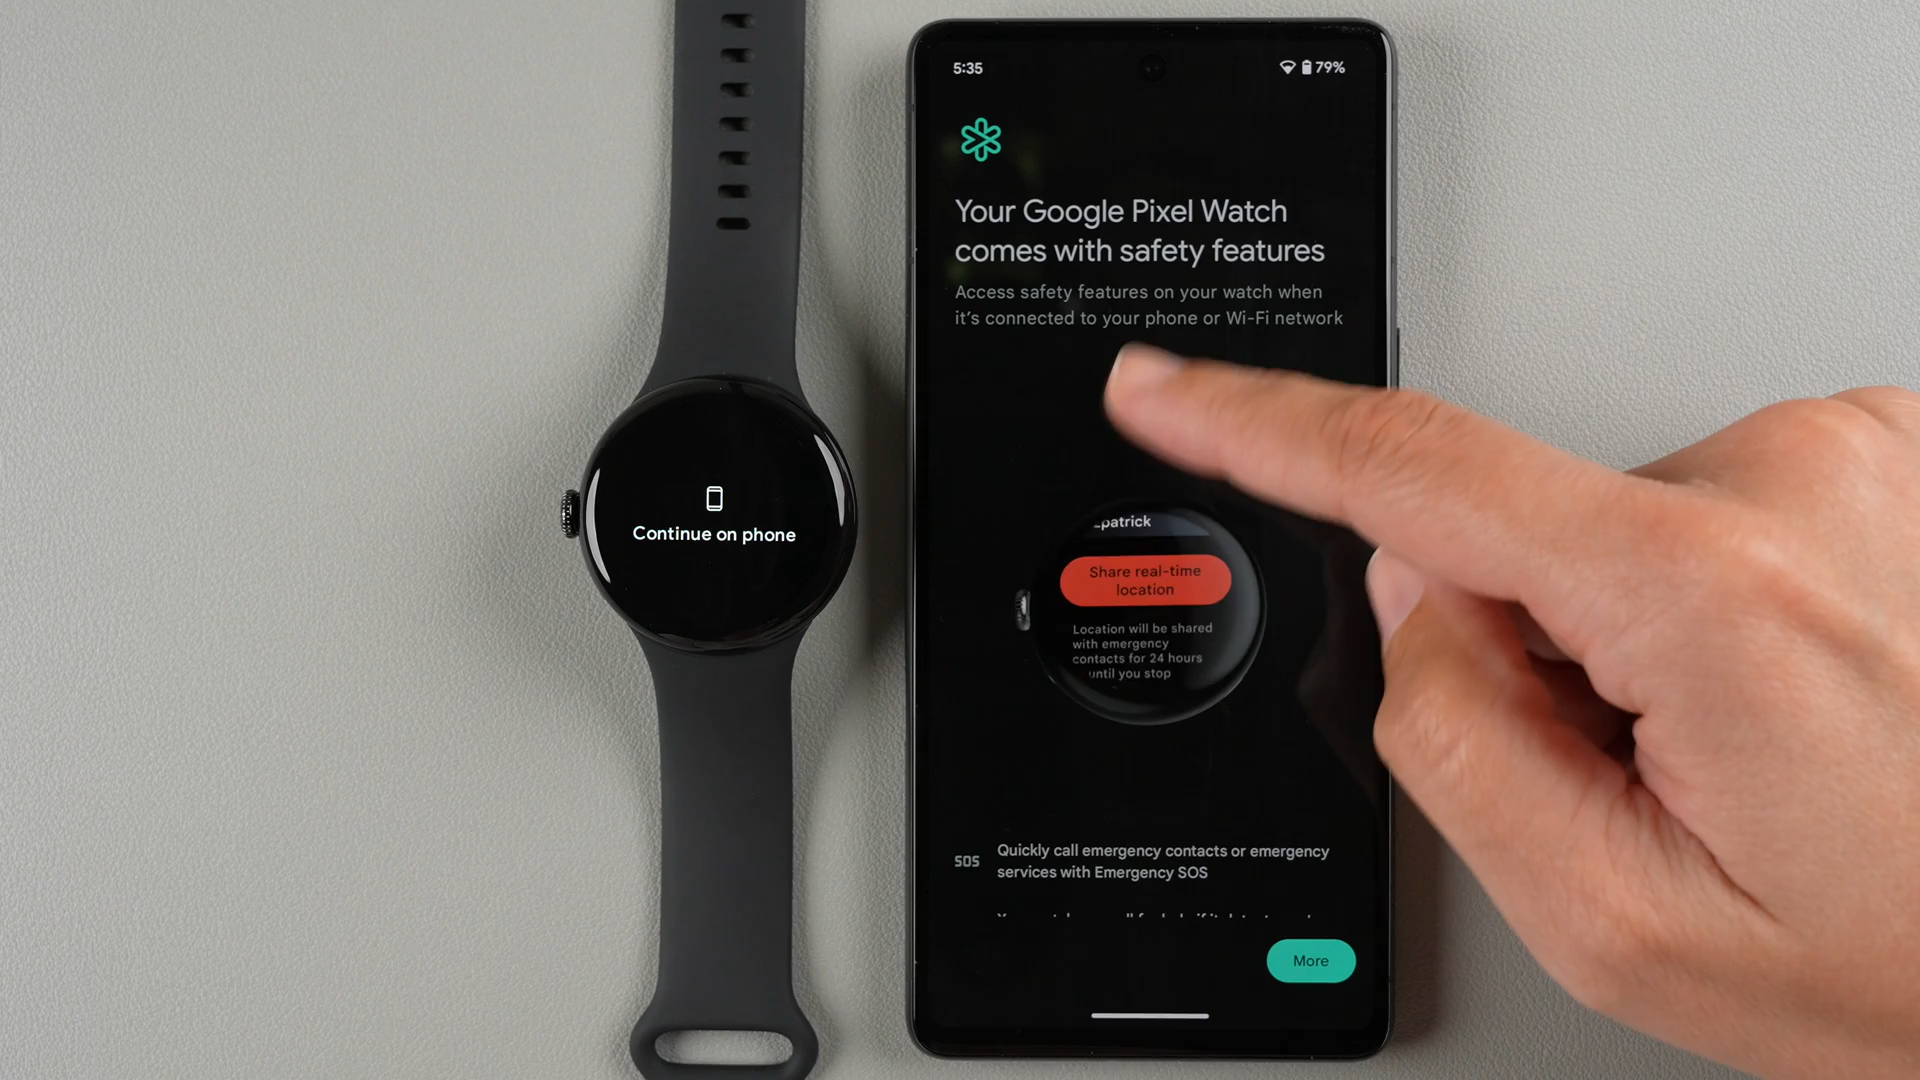 Continue on phone
5:35
79%
Your Google Pixel Watch
comes with safety features
Access safety features on your watch when
it's connected to your phone or Wi-Fi network
Share real-time
location
Location will be shared
with emergency
contacts for 24 hours
until you stop
SOS
Quickly call emergency contacts or emergency
services with Emergency SOS
More